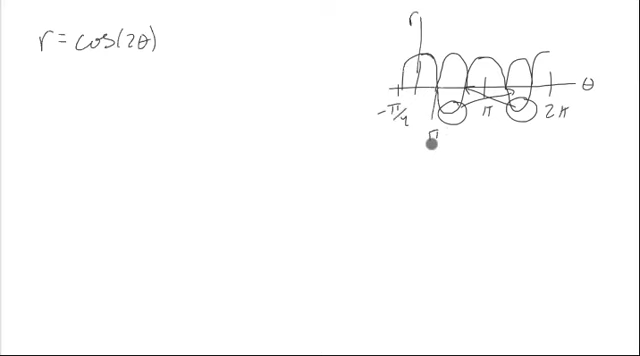 r = cos(2θ)
r
θ
-π/4
π
2π
π